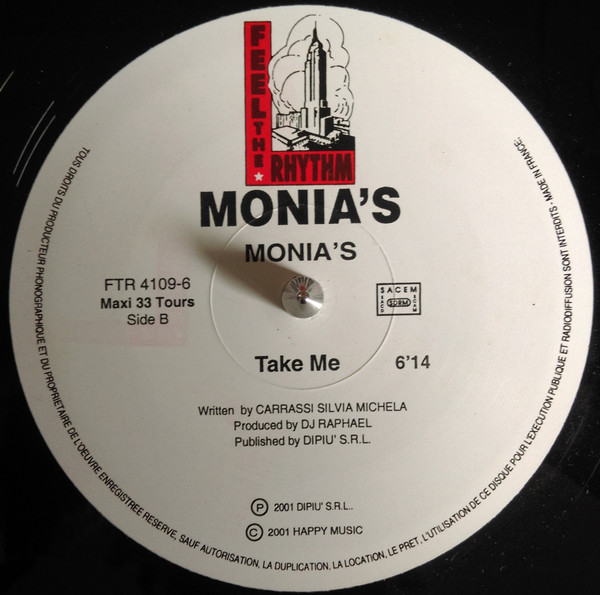 FEEL THE
RHYTHM
MONIA'S
MONIA'S
FTR 4109-6
Maxi 33 Tours
Side B
SACEM
Take Me 6'14
Written by CARRASSI SILVIA MICHELA
Produced by DJ RAPHAEL
Published by DIPIU' S.R.L.
Ⓟ 2001 DIPIU' S.R.L..
Ⓒ 2001 HAPPY MUSIC
TOUS DROITS DU PRODUCTEUR PHONOGRAPHIQUE ET DU PROPRIETAIRE DE L'OEUVRE ENREGISTREE RESERVE, SAUF AUTORISATION, LA DUPLICATION, LA LOCATION, LE PRET, L'UTILISATION DE CE DISQUE POUR L'EXECUTION PUBLIQUE ET RADIODIFFUSION SONT INTERDITS - MADE IN FRANCE.